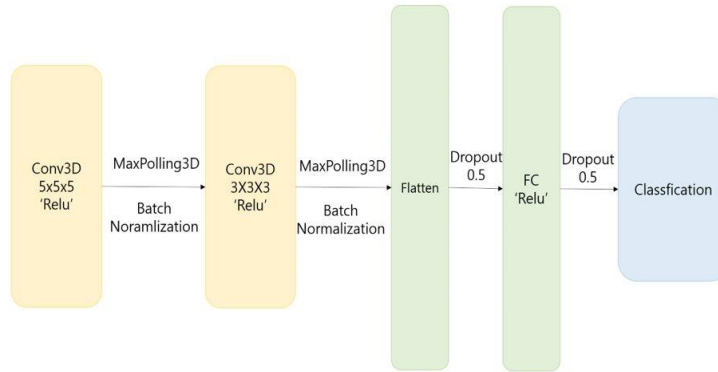 Conv3D
5x5x5
‘Relu’
MaxPolling3D
Batch
Noramlization
Conv3D
3X3X3
‘Relu’
MaxPolling3D
Batch
Normalization
Flatten
Dropout
0.5
FC
‘Relu’
Dropout
0.5
Classfication